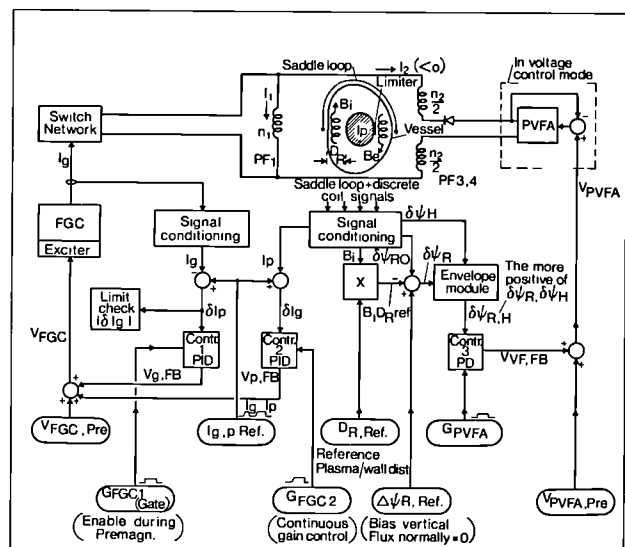 In voltage
control mode
Saddle loop
I2 (<0)
Limiter
I1
Bi
n2/2
Switch
Network
n1
Ip
PVFA
Vessel
DR
Be
n2/2
PF1
PF3,4
Ig
Saddle loop+discrete
coil signals
VPVFA
δψH
FGC
Exciter
Signal
conditioning
Signal
conditioning
Ig
Ip
Bi
δψRO
δψR
Envelope
module
The more
positive of
δψR, δψH
X
BiDRref
Limit
check
|δIg|
δIp
δIg
δψR,H
VFGC
Contr.
1
PID
Contr.
2
PID
Contr.
3
PD
VVF,FB
Vg,FB
Vp,FB
Ig
Ip
VFGC,Pre
Ig,p Ref.
DR,Ref.
GPVFA
Reference
Plasma/wall dist
GFGC1
(Gate)
GFGC2
ΔψR,Ref.
VPVFA,Pre
(Enable during
Premagn.)
(Continuous
gain control)
(Bias vertical
Flux normally=0)